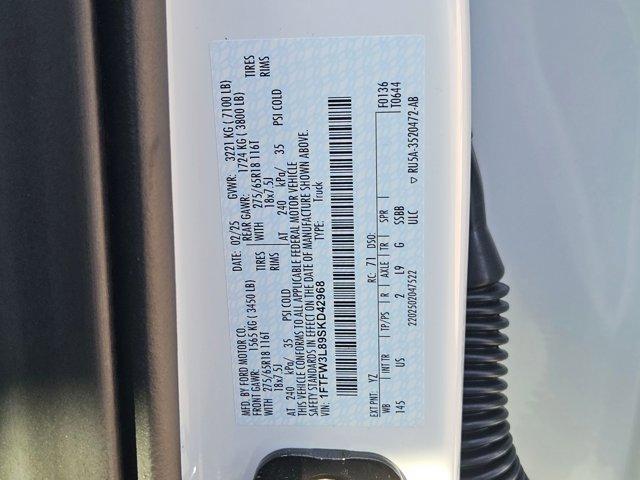 MFD. BY FORD MOTOR CO.
DATE: 02/25 GVWR: 3221 KG ( 7100 LB)
FRONT GAWR: 1565 KG ( 3450 LB) REAR GAWR: 1724 KG ( 3800 LB)
WITH 275/65R18 116T TIRES WITH 275/65R18 116T TIRES
18x7.5J RIMS 18x7.5J RIMS
AT 240 kPa/ 35 PSI COLD AT 240 kPa/ 35 PSI COLD
THIS VEHICLE CONFORMS TO ALL APPLICABLE FEDERAL MOTOR VEHICLE
SAFETY STANDARDS IN EFFECT ON THE DATE OF MANUFACTURE SHOWN ABOVE.
VIN: 1FTFW3L89SKD42968 TYPE: Truck
F0136
T0644
EXT PNT: YZ RC: 71 DSO:
WB INT TR TP/PS R AXLE TR SPR
145 US 2 L9 G SSBB
ULC
2202502047522
▽ RU5A-3520472-AB